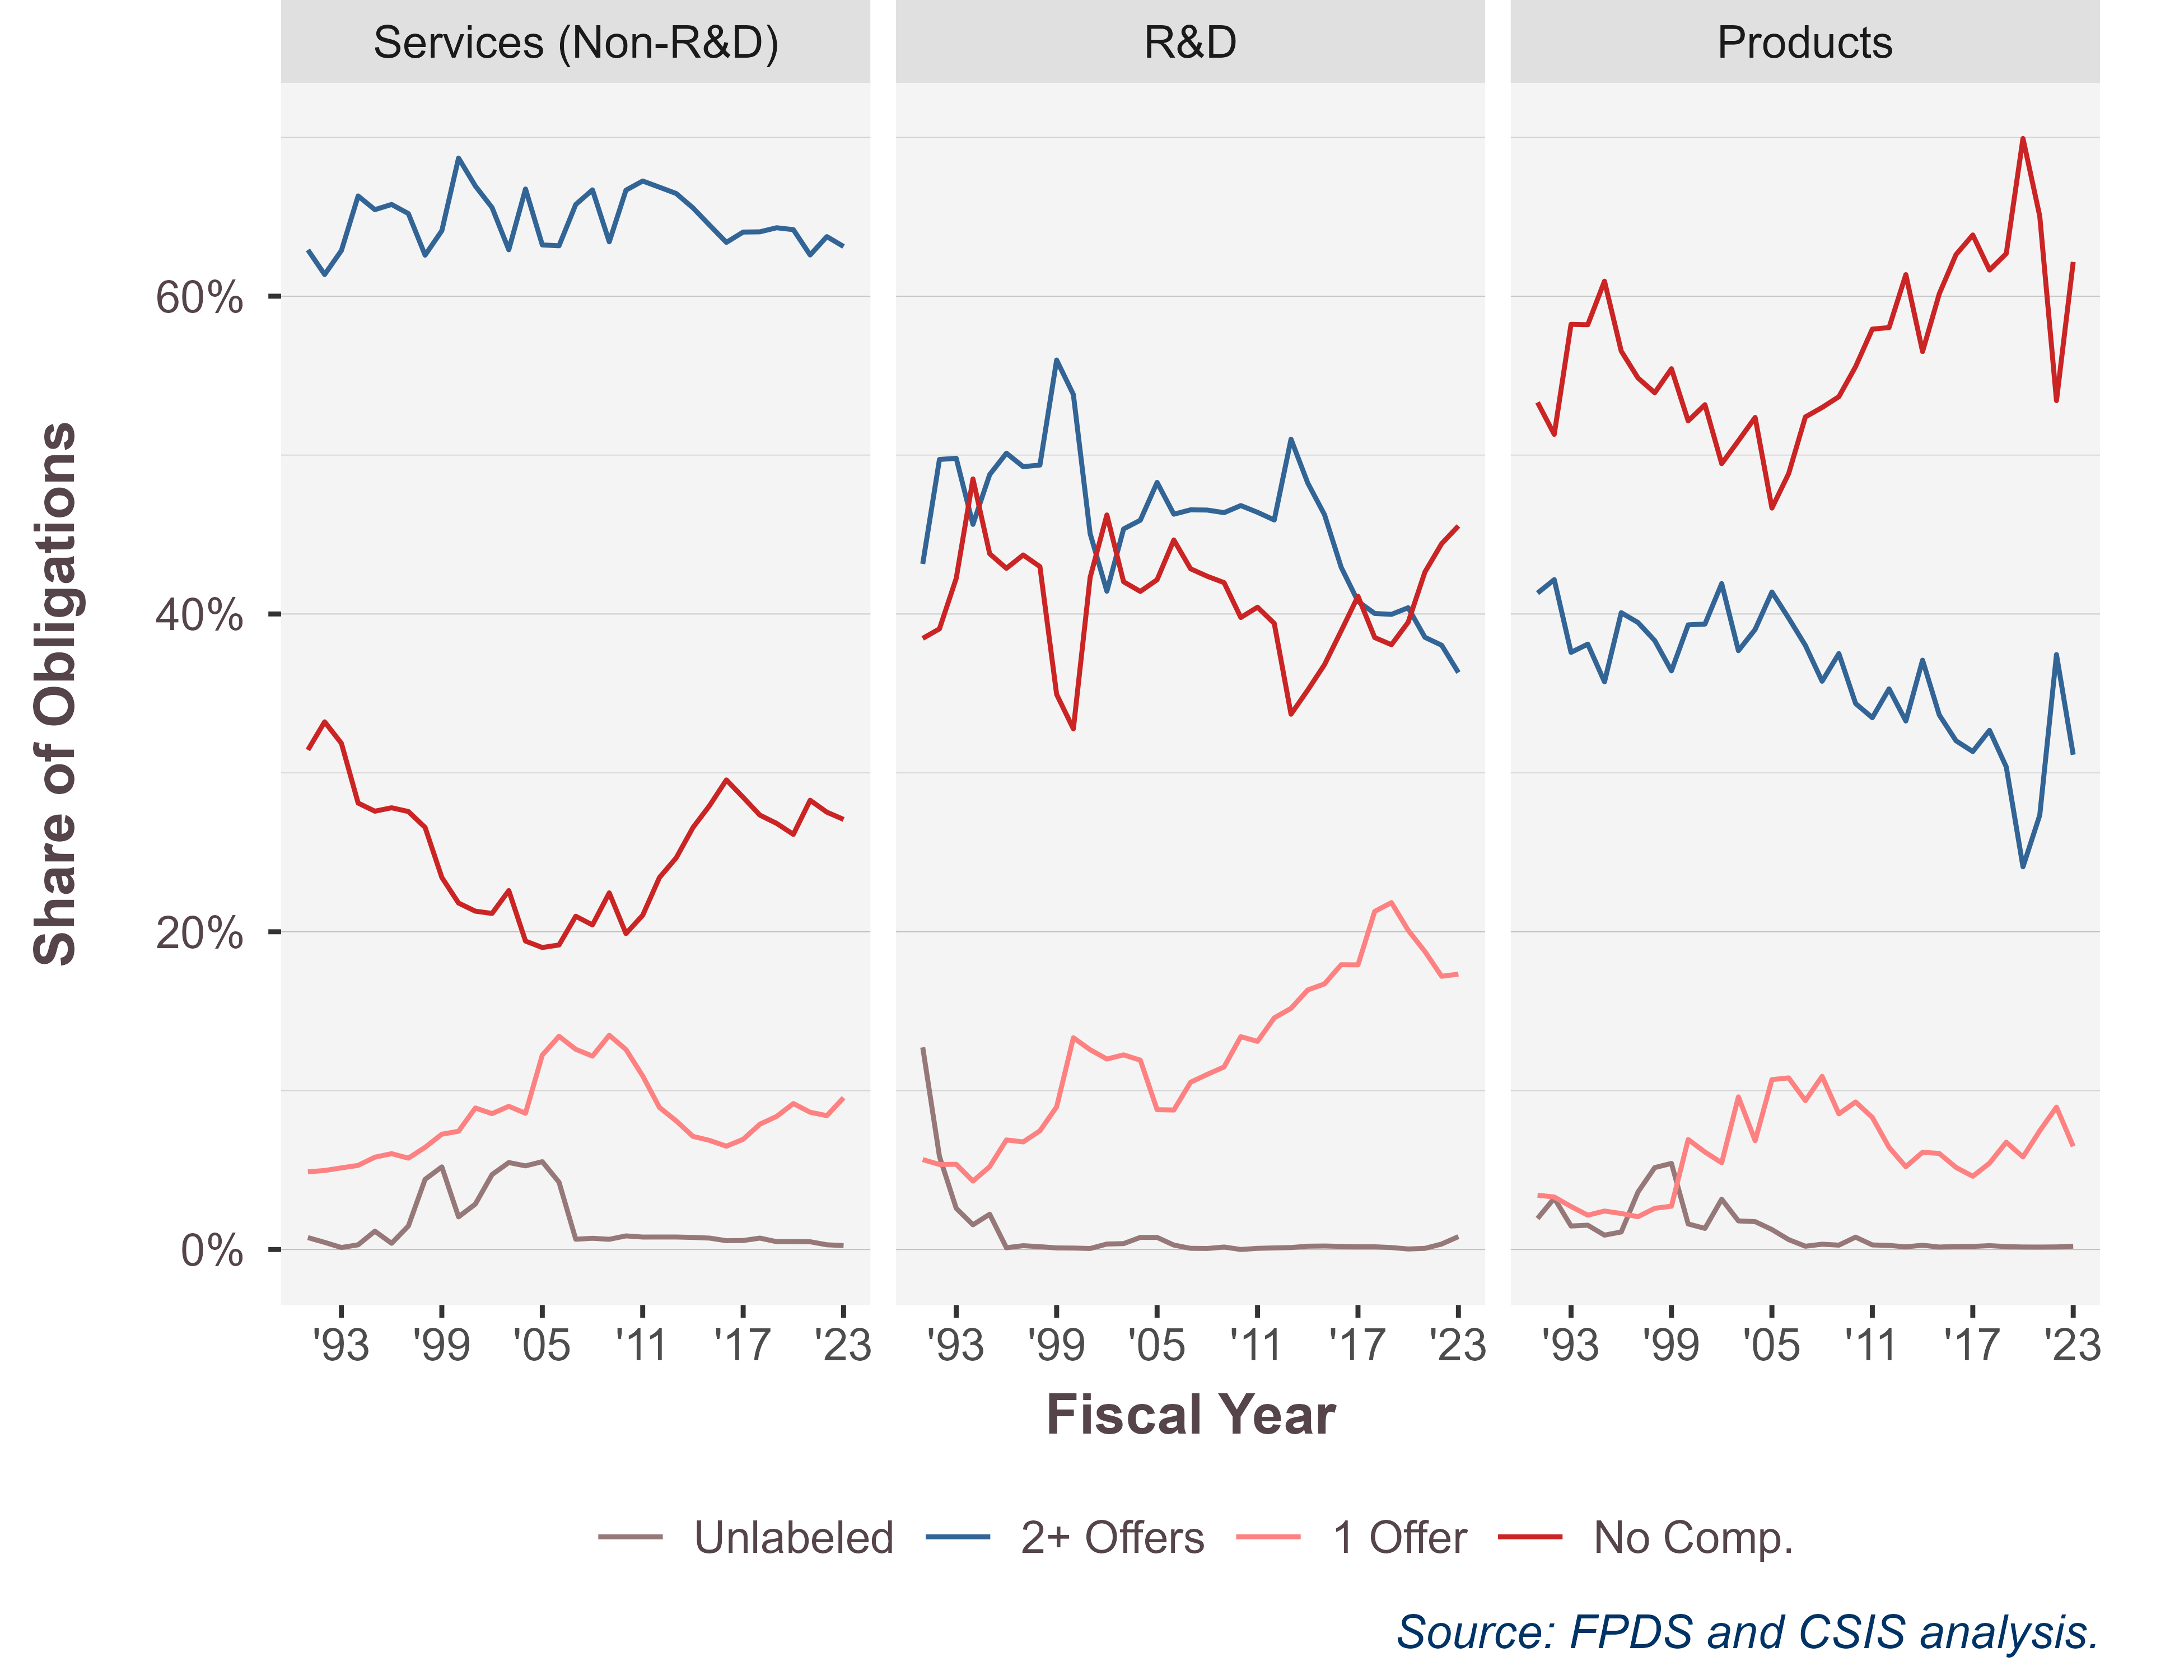 Services (Non-R&D) R&D Products
Share of Obligations
60%
40%
20%
0%
'93 '99 '05 '11 '17 '23 '93 '99 '05 '11 '17 '23 '93 '99 '05 '11 '17 '23
Fiscal Year
Unlabeled 2+ Offers 1 Offer No Comp.
Source: FPDS and CSIS analysis.